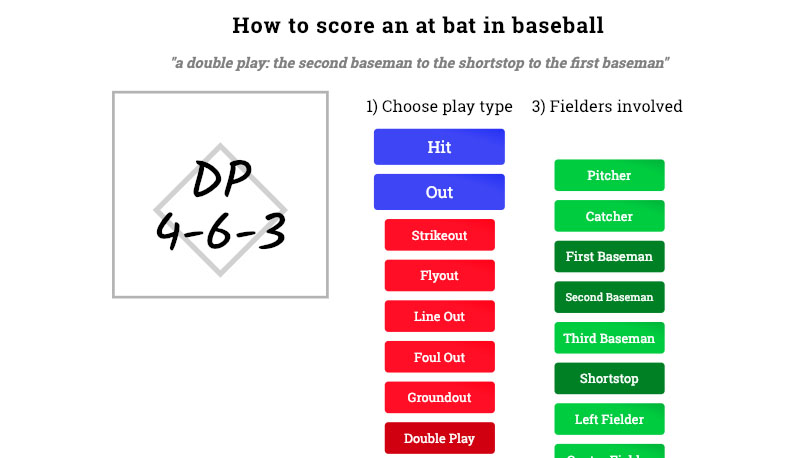 How to score an at bat in baseball
"a double play: the second baseman to the shortstop to the first baseman"
DP
4-6-3
1) Choose play type
Hit
Out
Strikeout
Flyout
Line Out
Foul Out
Groundout
Double Play
3) Fielders involved
Pitcher
Catcher
First Baseman
Second Baseman
Third Baseman
Shortstop
Left Fielder